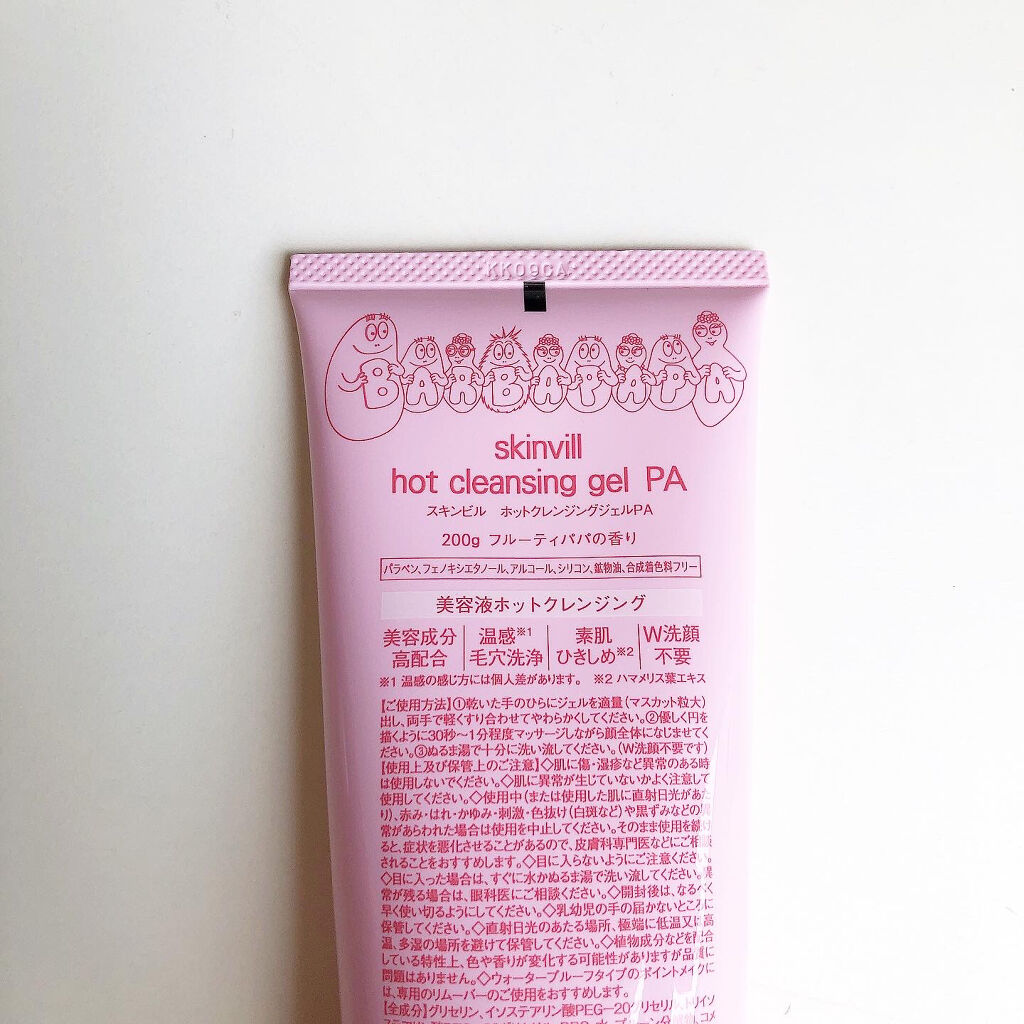 KK09CA
BARBAPAPA
skinvill
hot cleansing gel PA
スキンビル ホットクレンジングジェルPA
200g フルーティパパの香り
パラベン、フェノキシエタノール、アルコール、シリコン、鉱物油、合成着色料フリー
美容液ホットクレンジング
美容成分 温感※1 素肌 W洗顔
高配合 毛穴洗浄 ひきしめ※2 不要
※1 温感の感じ方には個人差があります。 ※2 ハマメリス葉エキス
【ご使用方法】①乾いた手のひらにジェルを適量(マスカット粒大)
出し、両手で軽くすり合わせてやわらかくしてください。②優しく円を
描くように30秒〜1分程度マッサージしながら顔全体になじませてく
ださい。③ぬるま湯で十分に洗い流してください。(W洗顔不要です)
【使用上及び保管上のご注意】◇肌に傷・湿疹など異常のある時
は使用しないでください。◇肌に異常が生じていないかよく注意して
使用してください。◇使用中(または使用した肌に直射日光があた
り)、赤み・はれ・かゆみ・刺激・色抜け(白斑など)や黒ずみなどの異
常があらわれた場合は使用を中止してください。そのまま使用を続け
ると、症状を悪化させることがあるので、皮膚科専門医などにご相談
されることをおすすめします。◇目に入らないようにご注意ください。
◇目に入った場合は、すぐに水かぬるま湯で洗い流してください。異
常が残る場合は、眼科医にご相談ください。◇開封後は、なるべく
早く使い切るようにしてください。◇乳幼児の手の届かないところに
保管してください。◇直射日光のあたる場所、極端に低温又は高
温、多湿の場所を避けて保管してください。◇植物成分などを配合
している特性上、色や香りが変化する可能性がありますが品質に
問題はありません。◇ウォータープルーフタイプのポイントメイクに
は、専用のリムーバーのご使用をおすすめします。
【全成分】グリセリン、イソステアリン酸PEG-20グリセリル、トリイソ